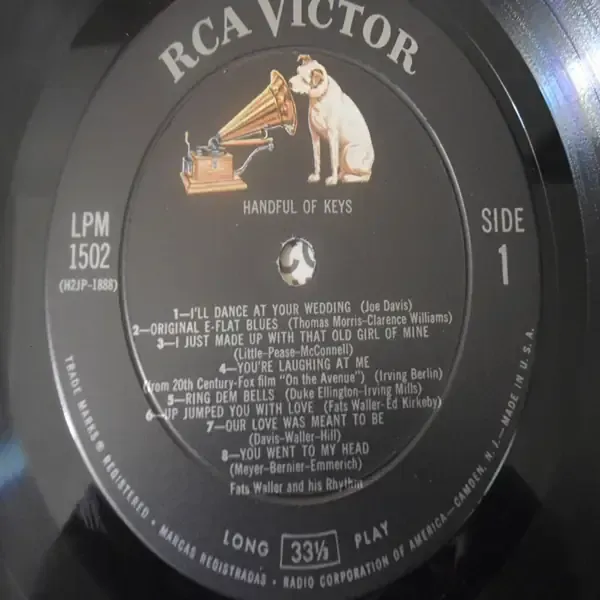 RCA VICTOR
HANDFUL OF KEYS
LPM
1502
(H2JP-1888)
SIDE
1
1—I'LL DANCE AT YOUR WEDDING (Joe Davis)
2—ORIGINAL E-FLAT BLUES (Thomas Morris-Clarence Williams)
3—I JUST MADE UP WITH THAT OLD GIRL OF MINE
(Little-Pease-McConnell)
4—YOU'RE LAUGHING AT ME
(from 20th Century-Fox film "On the Avenue") (Irving Berlin)
5—RING DEM BELLS (Duke Ellington-Irving Mills)
6—UP JUMPED YOU WITH LOVE (Fats Waller-Ed Kirkeby)
7—OUR LOVE WAS MEANT TO BE
(Davis-Waller-Hill)
8—YOU WENT TO MY HEAD
(Meyer-Bernier-Emmerich)
Fats Waller and his Rhythm
LONG 33⅓ PLAY
TRADE MARKS ® REGISTERED • MARCAS REGISTRADAS • RADIO CORPORATION OF AMERICA—CAMDEN, N. J.—MADE IN U.S.A.